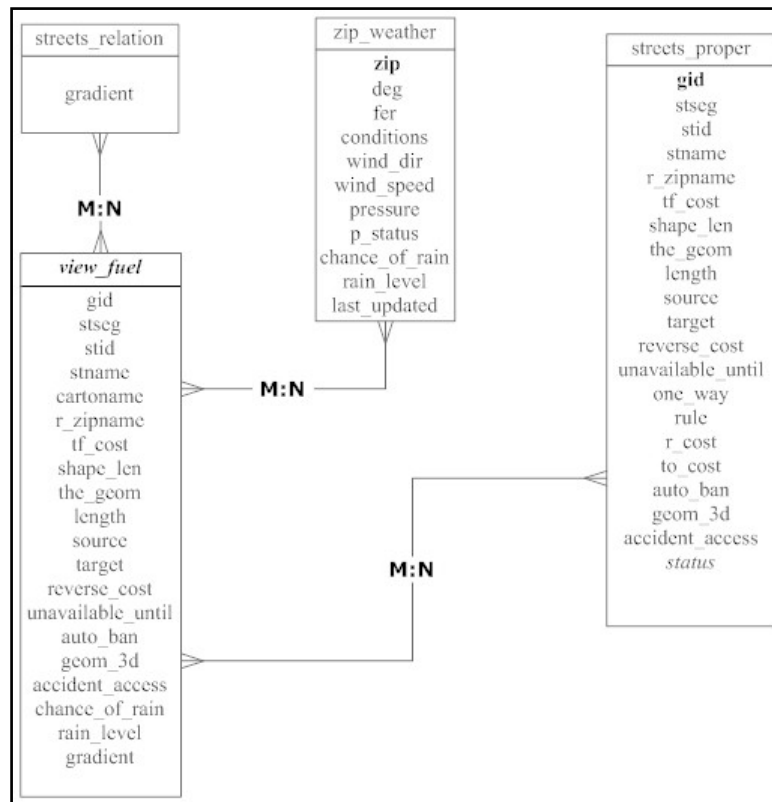 streets_relation
gradient
M:N
view_fuel
gid
stseg
stid
stname
cartoname
r_zipname
tf_cost
shape_len
the_geom
length
source
target
reverse_cost
unavailable_until
auto_ban
geom_3d
accident_access
chance_of_rain
rain_level
gradient
zip_weather
zip
deg
fer
conditions
wind_dir
wind_speed
pressure
p_status
chance_of_rain
rain_level
last_updated
M:N
M:N
streets_proper
gid
stseg
stid
stname
r_zipname
tf_cost
shape_len
the_geom
length
source
target
reverse_cost
unavailable_until
one_way
rule
r_cost
to_cost
auto_ban
geom_3d
accident_access
status